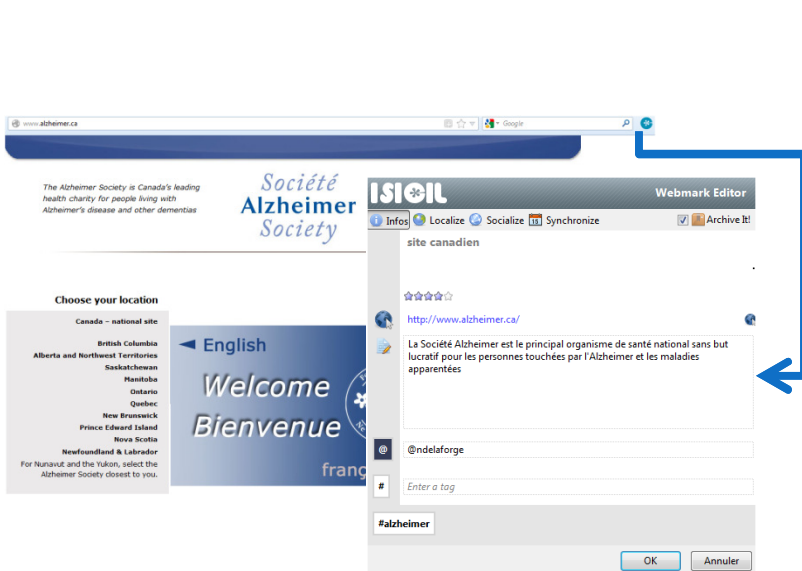 www.alzheimer.ca
Google
The Alzheimer Society is Canada's leading
health charity for people living with
Alzheimer's disease and other dementias
Société
Alzheimer
Society
Choose your location
Canada – national site
British Columbia
Alberta and Northwest Territories
Saskatchewan
Manitoba
Ontario
Quebec
New Brunswick
Prince Edward Island
Nova Scotia
Newfoundland & Labrador
For Nunavut and the Yukon, select the
Alzheimer Society closest to you.
English
Welcome
Bienvenue
franç
ISICIL
Webmark Editor
Infos Localize Socialize 15 Synchronize Archive It!
site canadien
.
http://www.alzheimer.ca/
La Société Alzheimer est le principal organisme de santé national sans but
lucratif pour les personnes touchées par l'Alzheimer et les maladies
apparentées
@ @ndelaforge
# Enter a tag
#alzheimer
OK Annuler